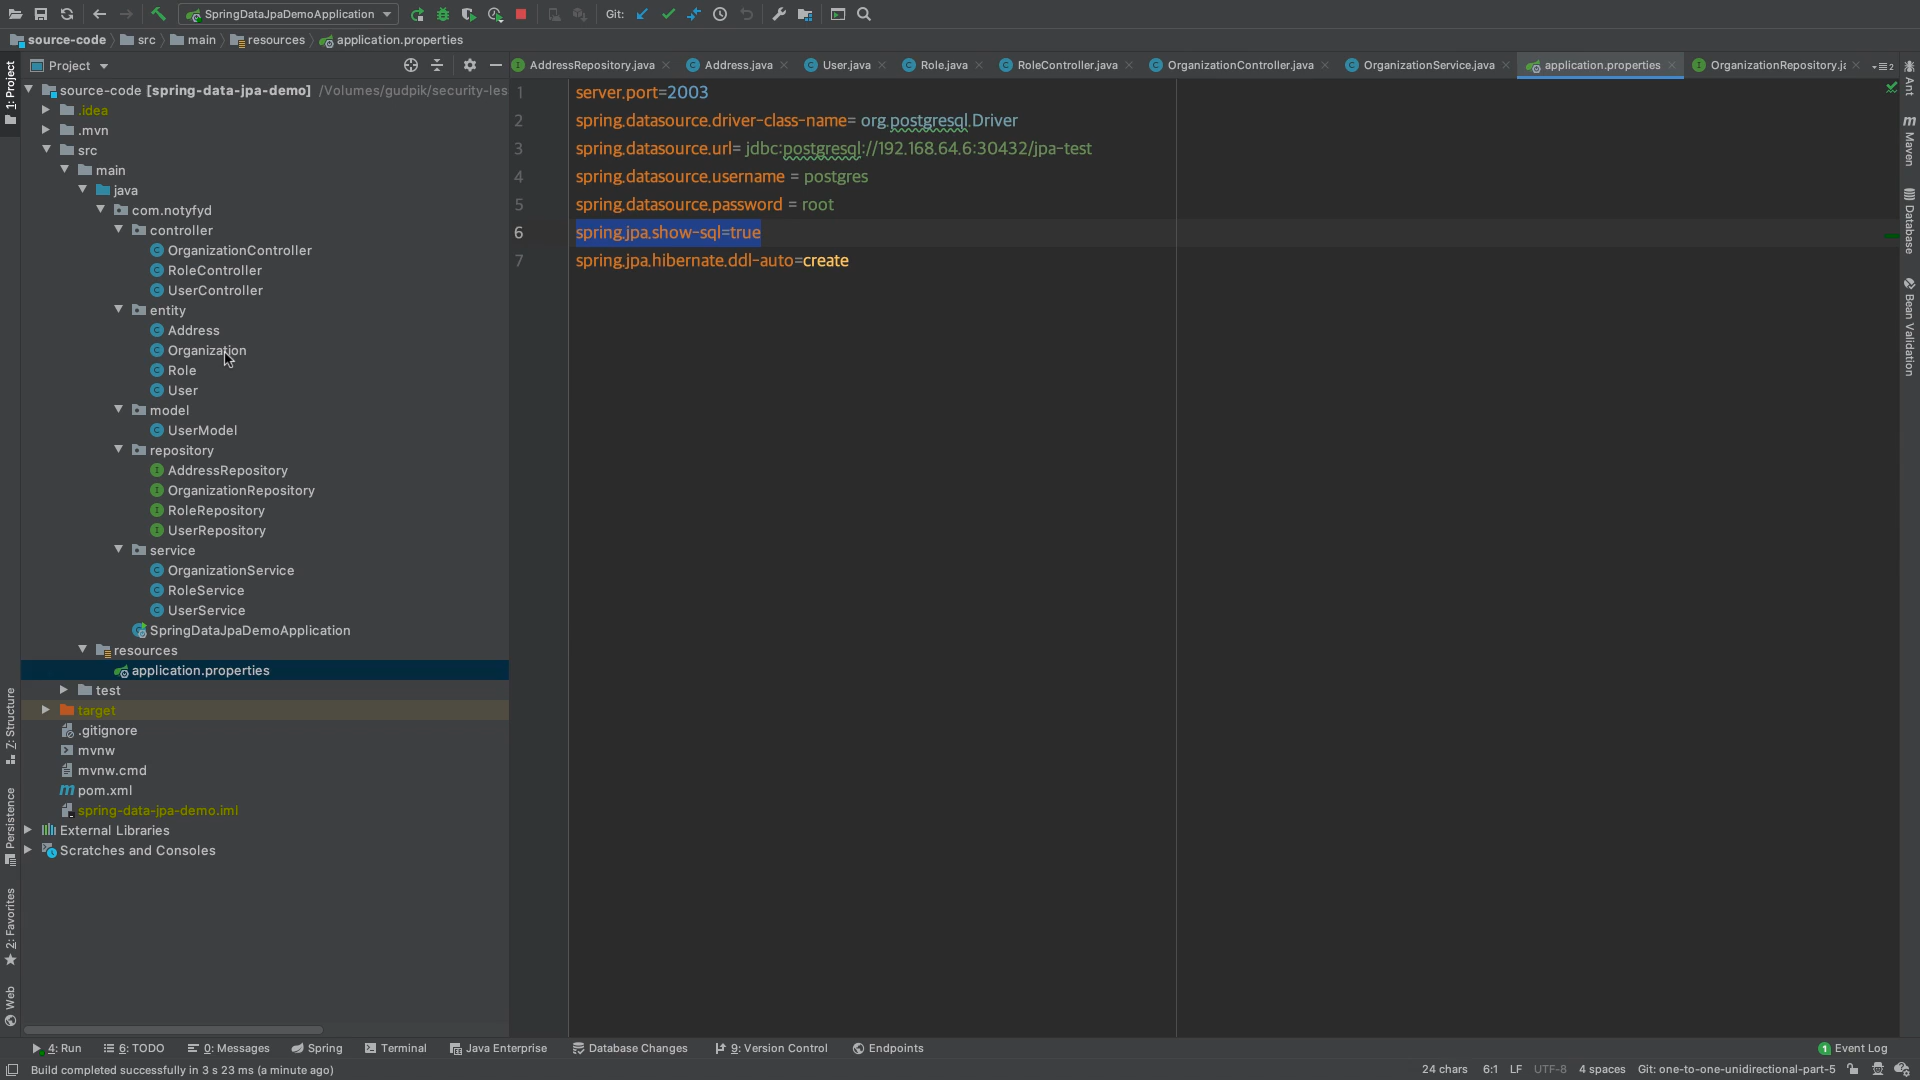 SpringDataJpaDemoApplication
Git:
source-code
src
main
resources
application.properties
Project
AddressRepository.java
Address.java
User.java
Role.java
RoleController.java
OrganizationController.java
OrganizationService.java
application.properties
OrganizationRepository.ja
2
1: Project
Z: Structure
Persistence
2: Favorites
Web
source-code [spring-data-jpa-demo] /Volumes/gudpik/security-les
.idea
.mvn
src
main
java
com.notyfyd
controller
OrganizationController
RoleController
UserController
entity
Address
Organization
Role
User
model
UserModel
repository
AddressRepository
OrganizationRepository
RoleRepository
UserRepository
service
OrganizationService
RoleService
UserService
SpringDataJpaDemoApplication
resources
application.properties
test
target
.gitignore
mvnw
mvnw.cmd
pom.xml
spring-data-jpa-demo.iml
External Libraries
Scratches and Consoles
1 server.port=2003
2 spring.datasource.driver-class-name= org.postgresql.Driver
3 spring.datasource.url= jdbc:postgresql://192.168.64.6:30432/jpa-test
4 spring.datasource.username = postgres
5 spring.datasource.password = root
6 spring.jpa.show-sql=true
7 spring.jpa.hibernate.ddl-auto=create
Ant
Maven
Database
Bean Validation
4: Run
6: TODO
0: Messages
Spring
Terminal
Java Enterprise
Database Changes
9: Version Control
Endpoints
1 Event Log
Build completed successfully in 3 s 23 ms (a minute ago)
24 chars 6:1 LF UTF-8 4 spaces Git: one-to-one-unidirectional-part-5